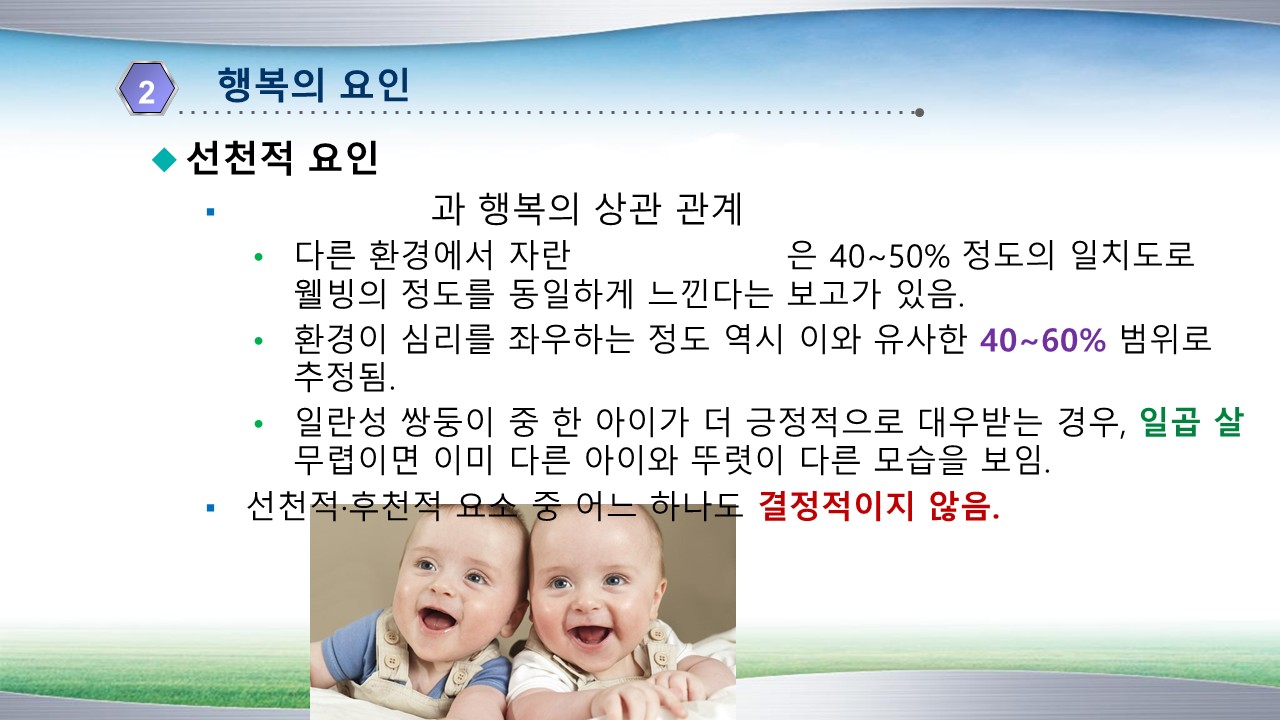 2 행복의 요인
선천적 요인
과 행복의 상관 관계
다른 환경에서 자란 은 40~50% 정도의 일치도로
웰빙의 정도를 동일하게 느낀다는 보고가 있음.
환경이 심리를 좌우하는 정도 역시 이와 유사한 40~60% 범위로
추정됨.
일란성 쌍둥이 중 한 아이가 더 긍정적으로 대우받는 경우, 일곱 살
무렵이면 이미 다른 아이와 뚜렷이 다른 모습을 보임.
선천적·후천적 요소 중 어느 하나도 결정적이지 않음.